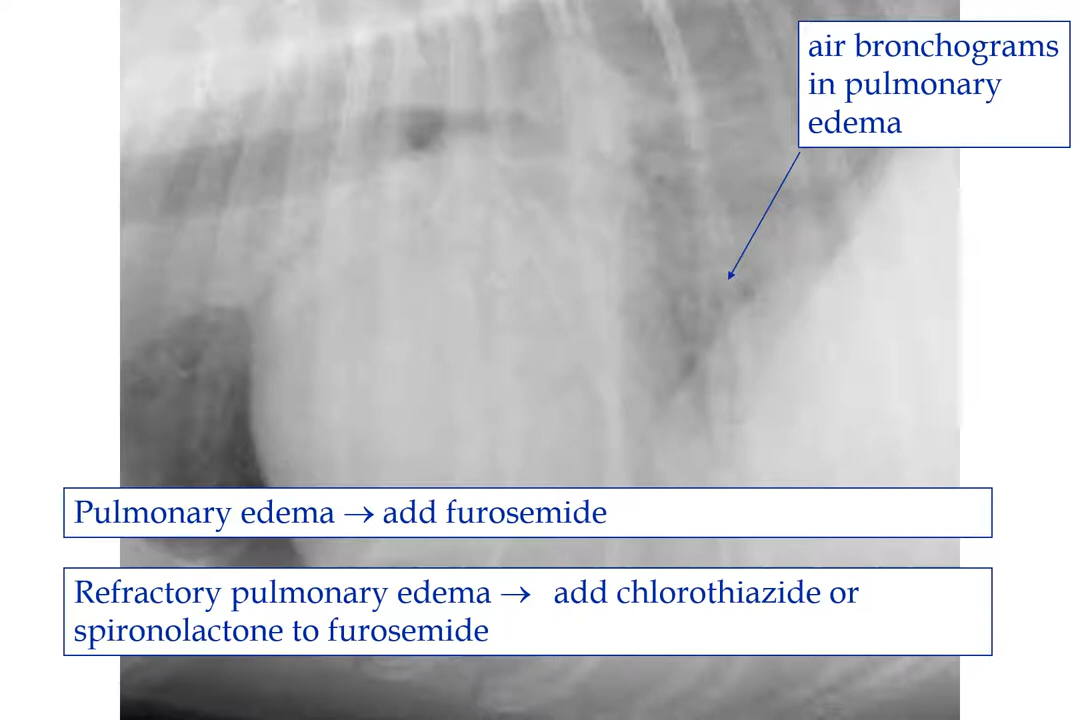 air bronchograms
in pulmonary
edema
Pulmonary edema → add furosemide
Refractory pulmonary edema → add chlorothiazide or
spironolactone to furosemide